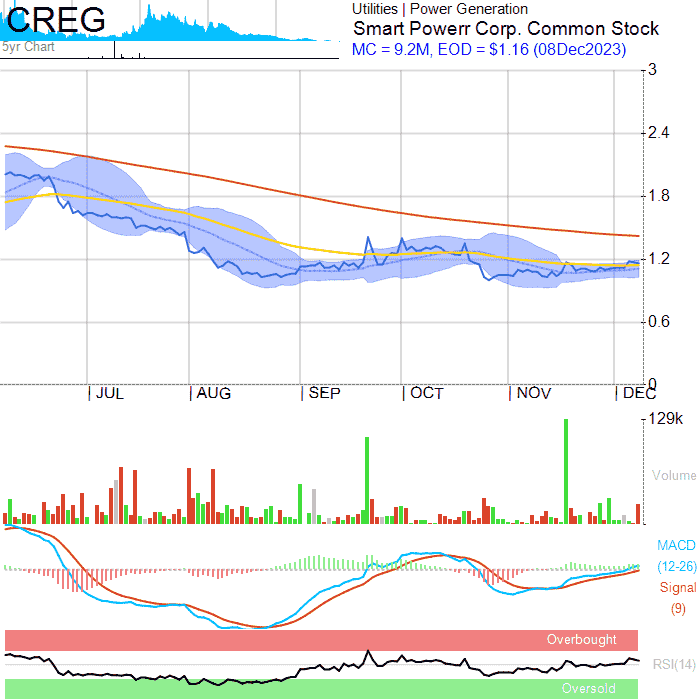 CREG
5yr Chart
Utilities | Power Generation
Smart Powerr Corp. Common Stock
MC = 9.2M, EOD = $1.16 (08Dec2023)
3
2.4
1.8
1.2
0.6
0
JUL
AUG
SEP
OCT
NOV
DEC
129k
Volume
MACD
(12-26)
Signal
(9)
Overbought
RSI(14)
Oversold